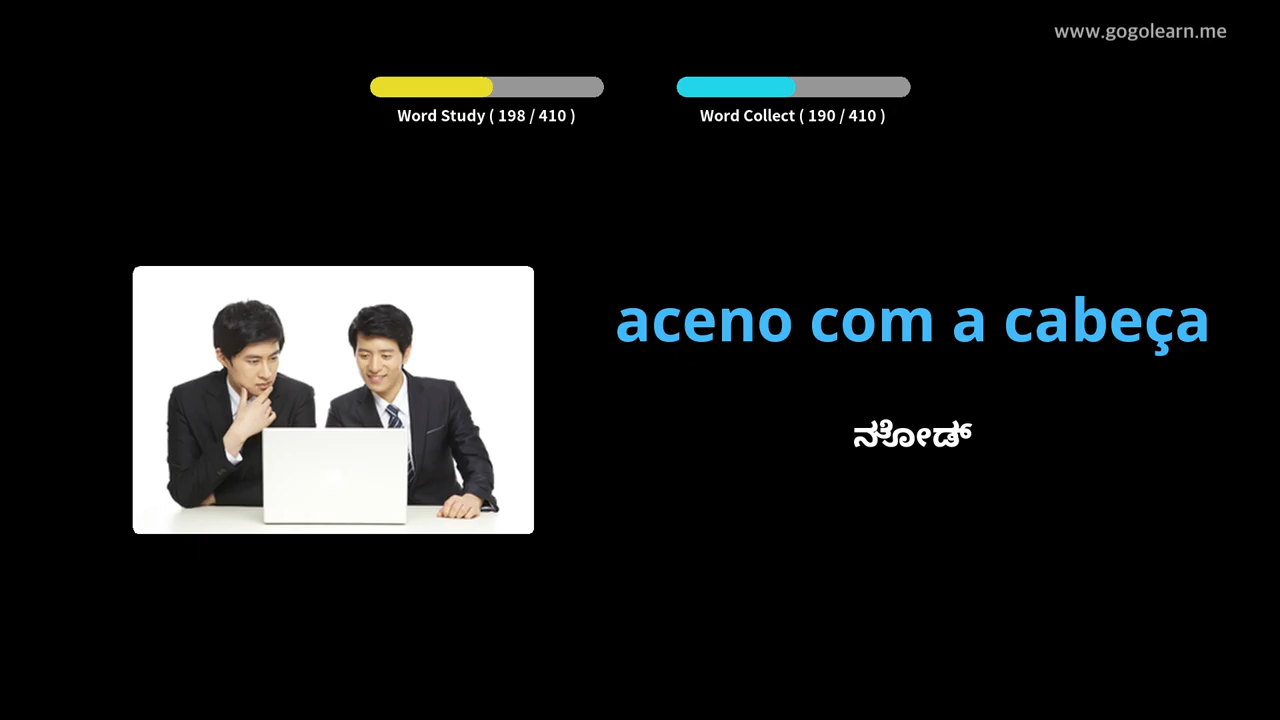 www.gogolearn.me
Word Study ( 198 / 410 )
Word Collect ( 190 / 410 )
aceno com a cabeça
ನೋಡ್